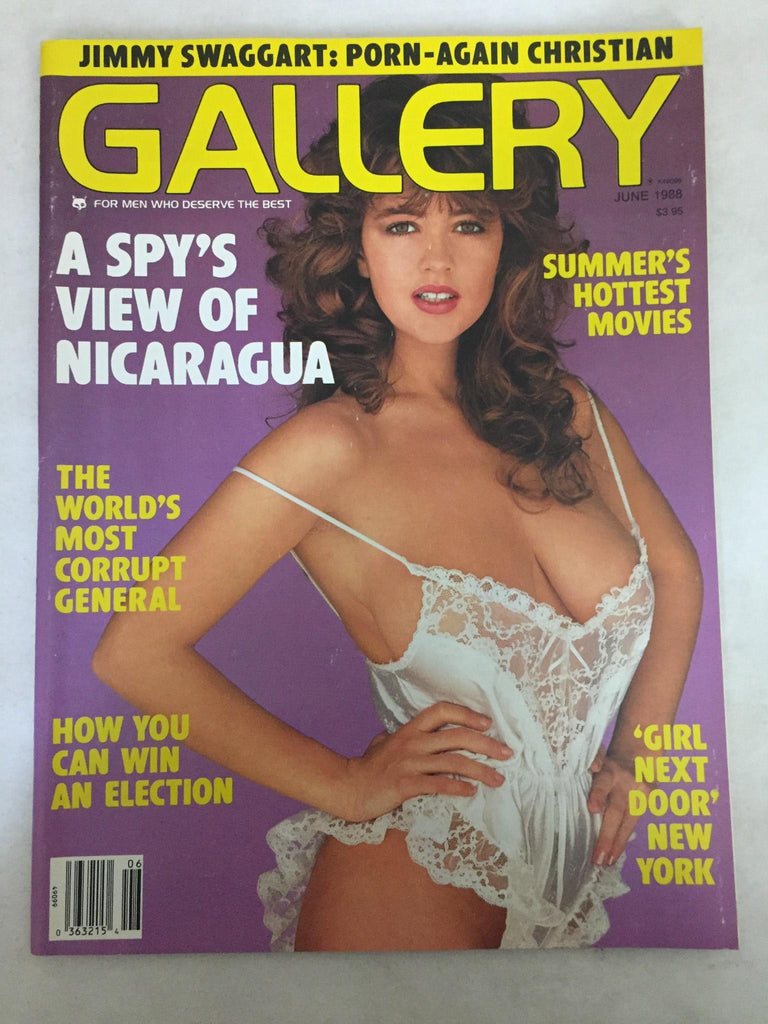 JIMMY SWAGGART: PORN-AGAIN CHRISTIAN
GALLERY
FOR MEN WHO DESERVE THE BEST
JUNE 1988
$3.95
A SPY'S
VIEW OF
NICARAGUA
SUMMER'S
HOTTEST
MOVIES
THE
WORLD'S
MOST
CORRUPT
GENERAL
HOW YOU
CAN WIN
AN ELECTION
'GIRL
NEXT
DOOR'
NEW
YORK
06
66069
0 363215 4